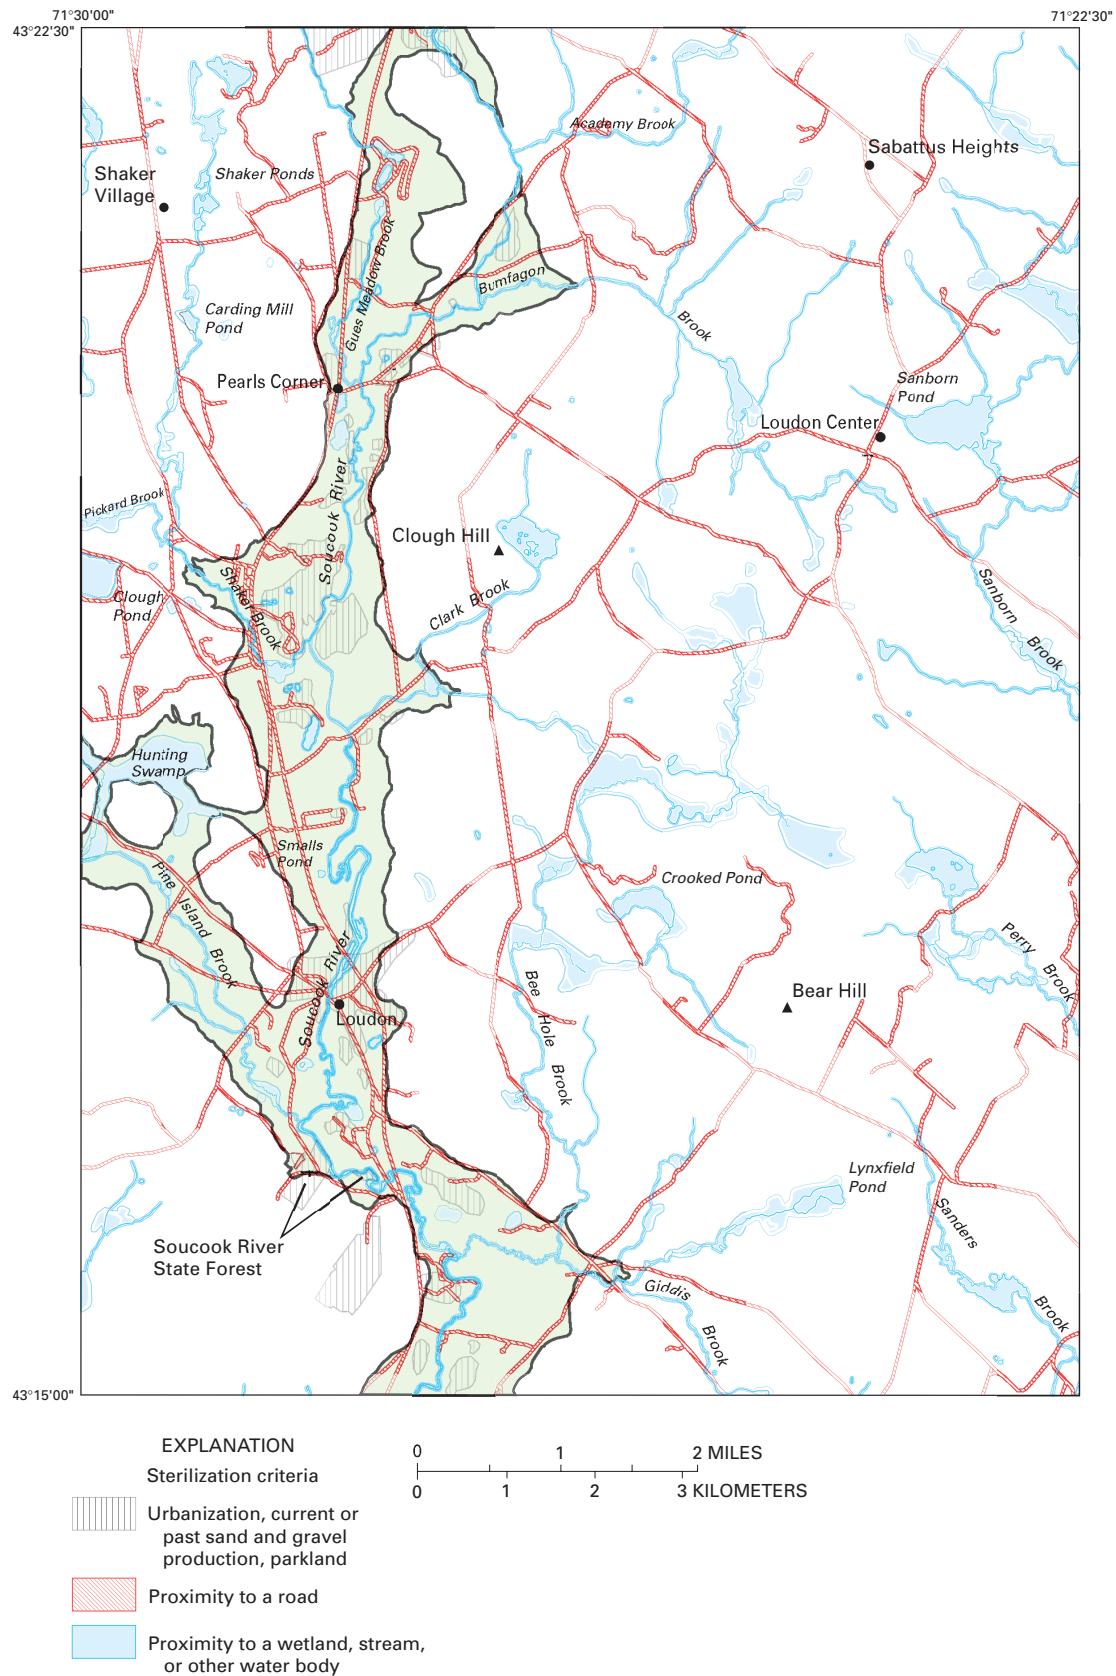 71°30'00"
71°22'30"
43°22'30"
Academy Brook
Sabattus Heights
Shaker
Village
Shaker Ponds
Gues Meadow Brook
Bumfagon
Brook
Carding Mill
Pond
Pearls Corner
Sanborn
Pond
Loudon Center
Soucook River
Pickard Brook
Clough Hill
Shaker Brook
Clough
Pond
Clark Brook
Sanborn
Brook
Hunting
Swamp
Smalls
Pond
Pine Island Brook
Crooked Pond
Soucook River
Perry
Brook
Bee Hole Brook
Bear Hill
Loudon
Lynxfield
Pond
Sanders
Brook
Soucook River
State Forest
Giddis
Brook
43°15'00"
EXPLANATION
Sterilization criteria
Urbanization, current or
past sand and gravel
production, parkland
Proximity to a road
Proximity to a wetland, stream,
or other water body
0 1 2 MILES
0 1 2 3 KILOMETERS